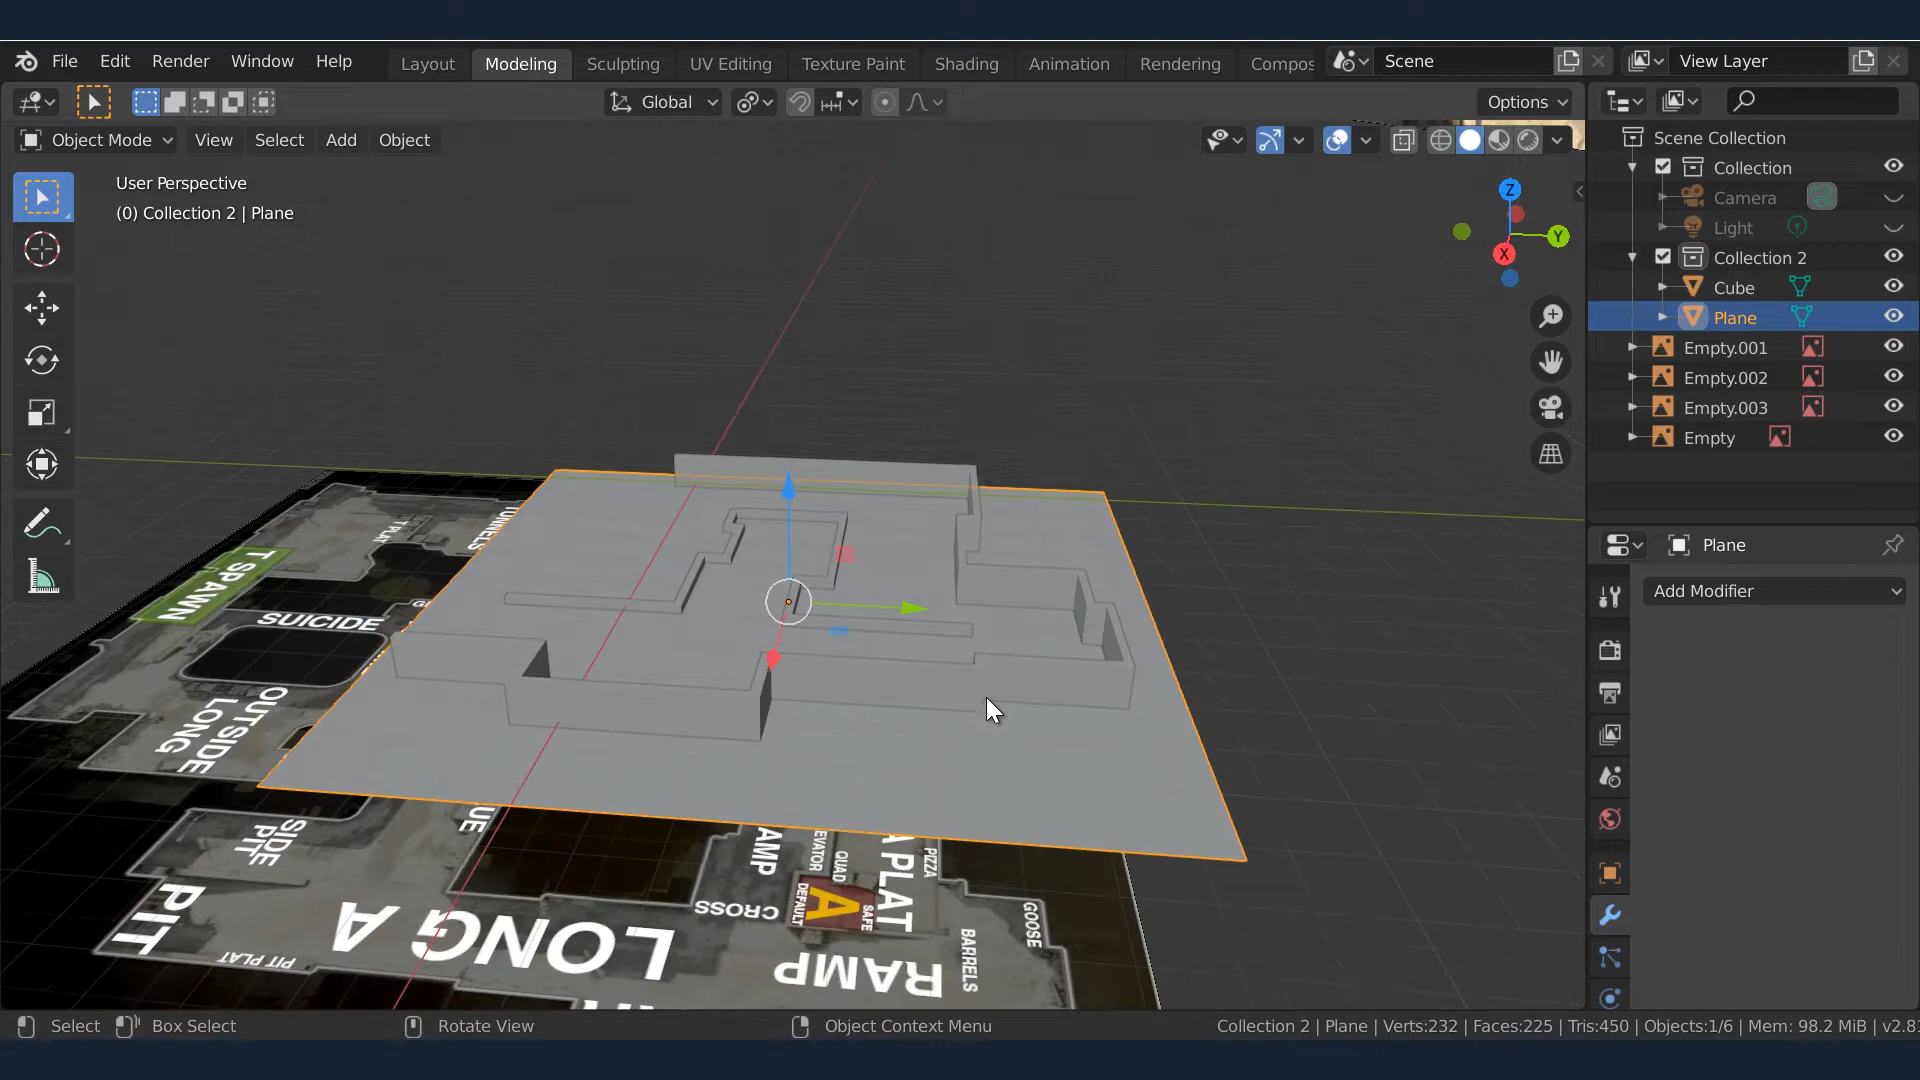 File Edit Render Window Help Layout Modeling Sculpting UV Editing Texture Paint Shading Animation Rendering Compos Scene View Layer
Global Options
Object Mode View Select Add Object
User Perspective
(0) Collection 2 | Plane
Z
Y
X
Scene Collection
Collection
Camera
Light
Collection 2
Cube
Plane
Empty.001
Empty.002
Empty.003
Empty
Plane
Add Modifier
T PLAT
TUNNELS
T SPAWN
SUICIDE
OUTSIDE
LONG
SIDE
PIT
UE
PIT
PIT PLAT
LONG A
AMP
EVATOR
QUAD
A PLAT
PIZZA
DEFAULT
A
SAFE
CROSS
GOOSE
BARRELS
RAMP
Select Box Select Rotate View Object Context Menu Collection 2 | Plane | Verts:232 | Faces:225 | Tris:450 | Objects:1/6 | Mem: 98.2 MiB | v2.8